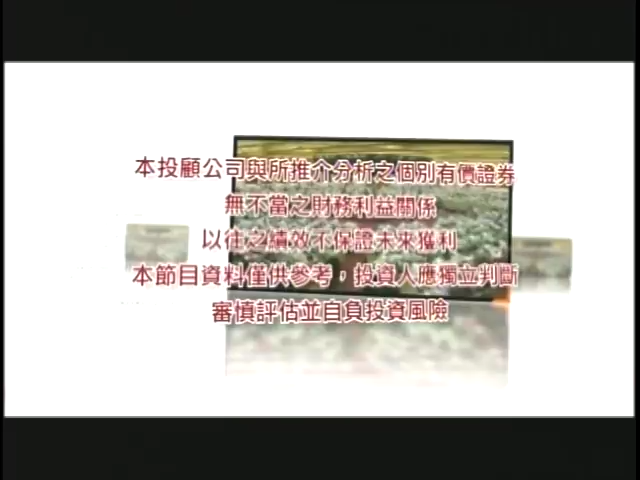 本投顧公司與所推介分析之個別有價證券
無不當之財務利益關係
以往之績效不保證未來獲利
本節目資料僅供參考，投資人應獨立判斷
審慎評估並自負投資風險